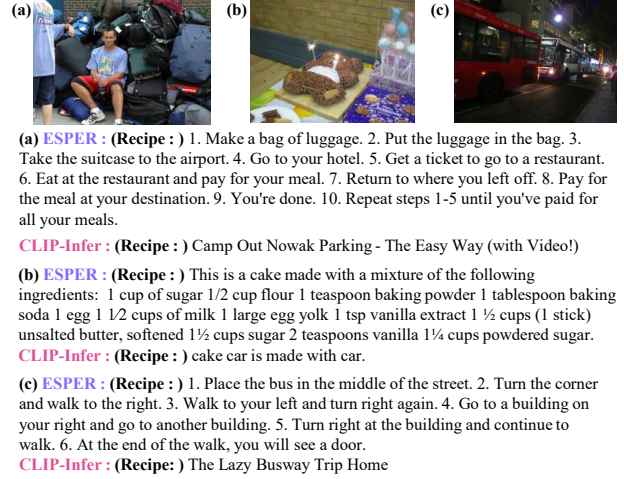 (a)
(b)
(c)
(a) ESPER : (Recipe : ) 1. Make a bag of luggage. 2. Put the luggage in the bag. 3.
Take the suitcase to the airport. 4. Go to your hotel. 5. Get a ticket to go to a restaurant.
6. Eat at the restaurant and pay for your meal. 7. Return to where you left off. 8. Pay for
the meal at your destination. 9. You're done. 10. Repeat steps 1-5 until you've paid for
all your meals.
CLIP-Infer : (Recipe : ) Camp Out Nowak Parking - The Easy Way (with Video!)
(b) ESPER : (Recipe : ) This is a cake made with a mixture of the following
ingredients: 1 cup of sugar 1/2 cup flour 1 teaspoon baking powder 1 tablespoon baking
soda 1 egg 1 1/2 cups of milk 1 large egg yolk 1 tsp vanilla extract 1 ½ cups (1 stick)
unsalted butter, softened 1½ cups sugar 2 teaspoons vanilla 1¼ cups powdered sugar.
CLIP-Infer : (Recipe : ) cake car is made with car.
(c) ESPER : (Recipe : ) 1. Place the bus in the middle of the street. 2. Turn the corner
and walk to the right. 3. Walk to your left and turn right again. 4. Go to a building on
your right and go to another building. 5. Turn right at the building and continue to
walk. 6. At the end of the walk, you will see a door.
CLIP-Infer : (Recipe: ) The Lazy Busway Trip Home